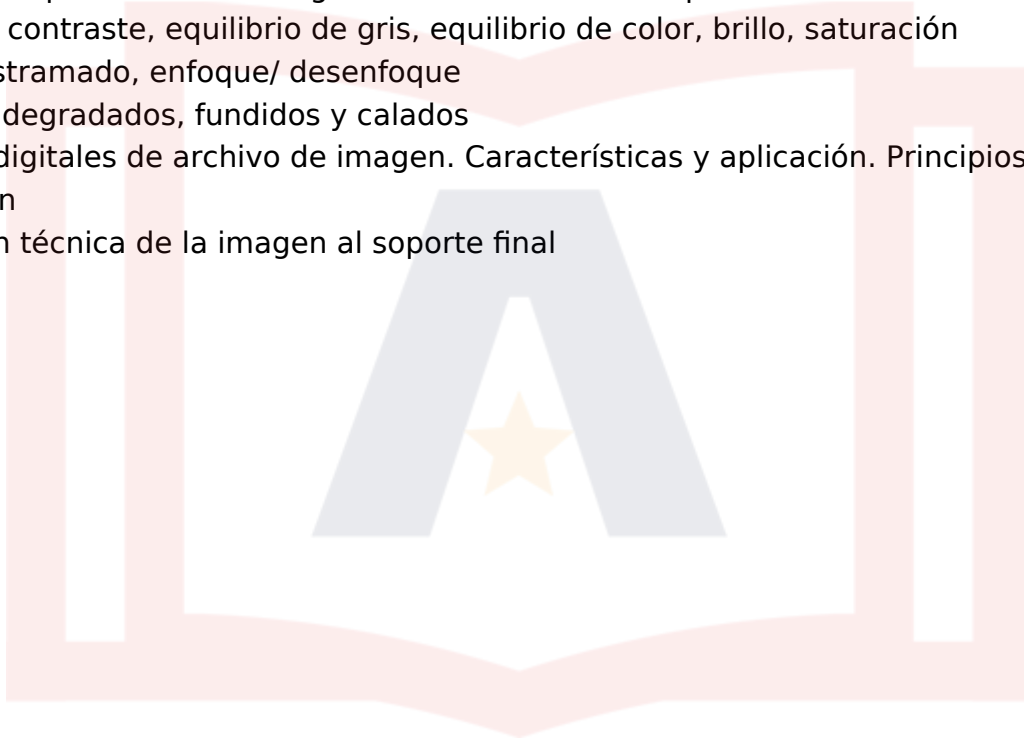 contraste, equilibrio de gris, equilibrio de color, brillo, saturación
stramado, enfoque/ desenfoque
degradados, fundidos y calados
digitales de archivo de imagen. Características y aplicación. Principios
n
n técnica de la imagen al soporte final